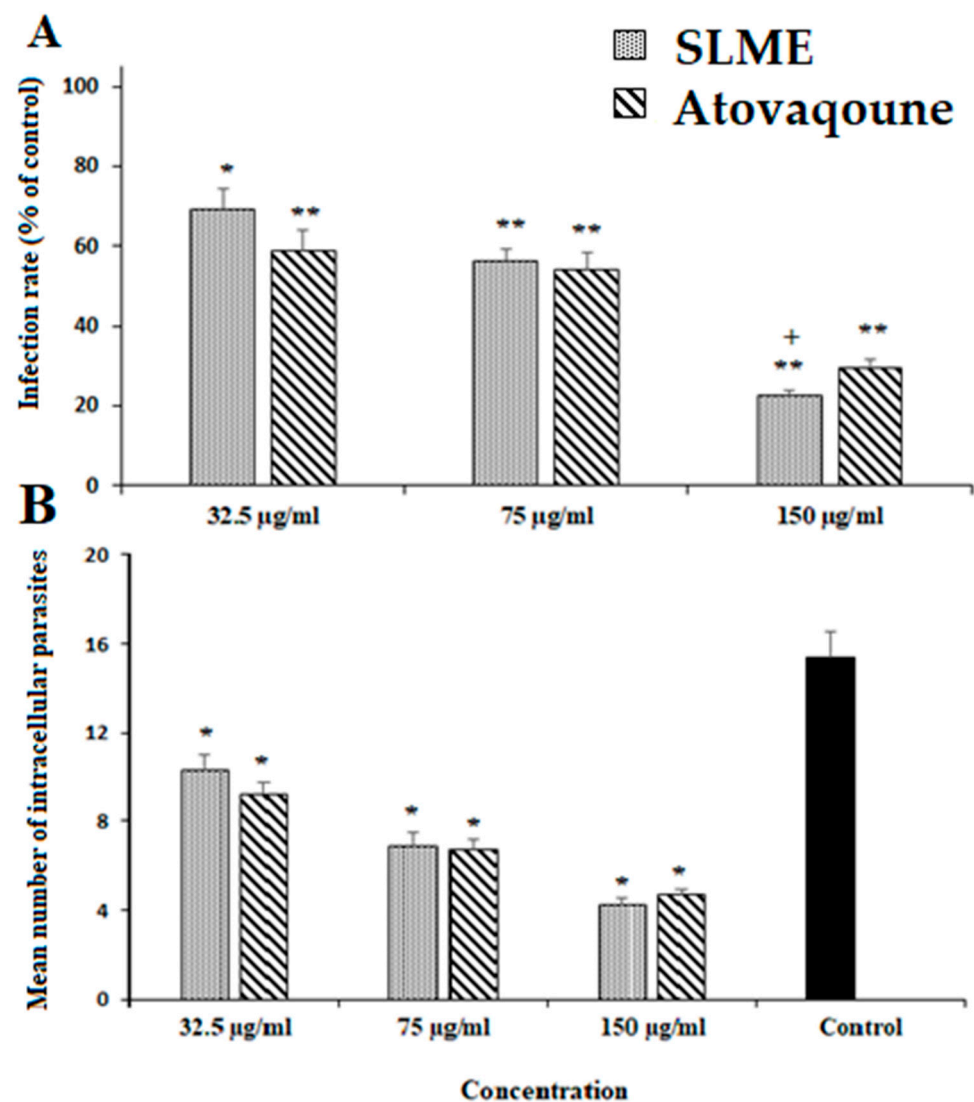 A
SLME
Atovaqoune
Infection rate (% of control)
100
80
60
40
20
0
*
**
**
**
+
**
**
32.5 µg/ml
75 µg/ml
150 µg/ml
B
Mean number of intracellular parasites
20
16
12
8
4
0
*
*
*
*
*
*
32.5 µg/ml
75 µg/ml
150 µg/ml
Control
Concentration